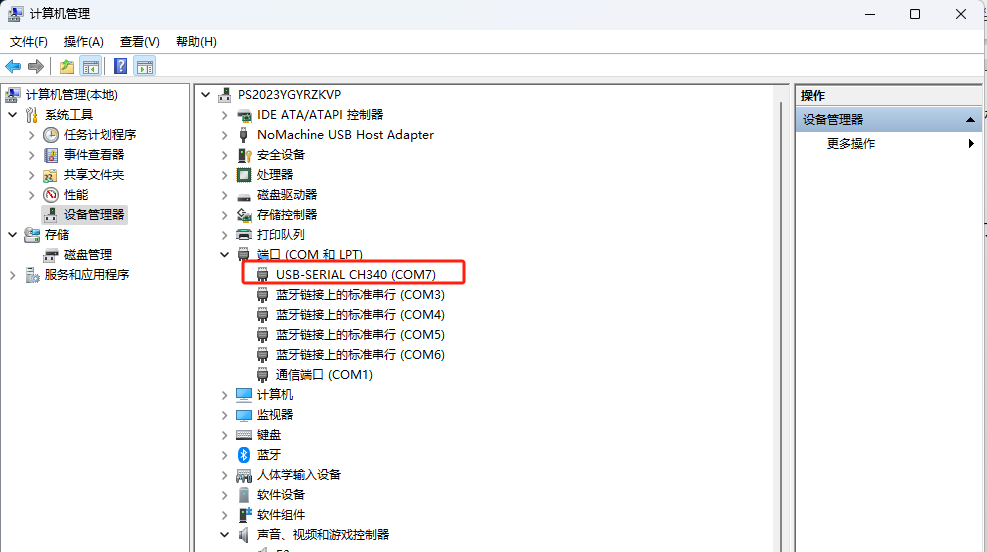 计算机管理
文件(F) 操作(A) 查看(V) 帮助(H)
计算机管理(本地)
系统工具
任务计划程序
事件查看器
共享文件夹
性能
设备管理器
存储
磁盘管理
服务和应用程序
PS2023YGYRZKVP
IDE ATA/ATAPI 控制器
NoMachine USB Host Adapter
安全设备
处理器
磁盘驱动器
存储控制器
打印队列
端口 (COM 和 LPT)
USB-SERIAL CH340 (COM7)
蓝牙链接上的标准串行 (COM3)
蓝牙链接上的标准串行 (COM4)
蓝牙链接上的标准串行 (COM5)
蓝牙链接上的标准串行 (COM6)
通信端口 (COM1)
计算机
监视器
键盘
蓝牙
人体学输入设备
软件设备
软件组件
声音、视频和游戏控制器
操作
设备管理器
更多操作